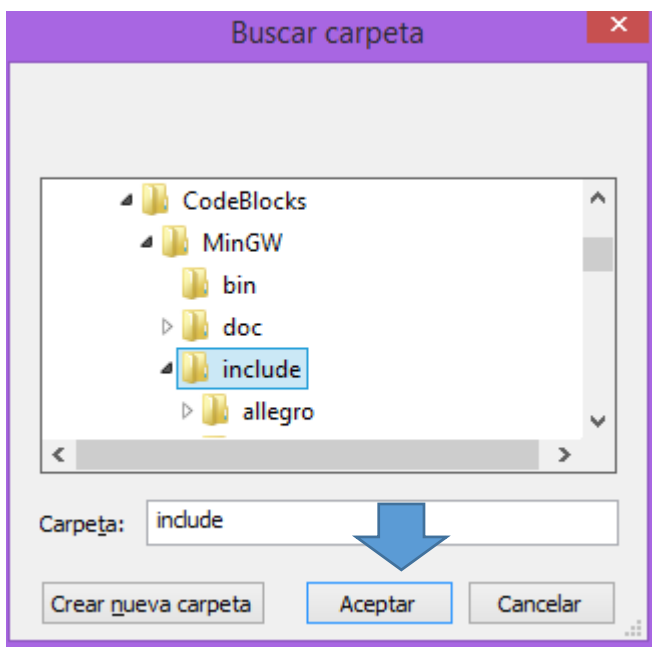 Buscar carpeta
CodeBlocks
MinGW
bin
doc
include
allegro
Carpeta: include
Crear nueva carpeta Aceptar Cancelar